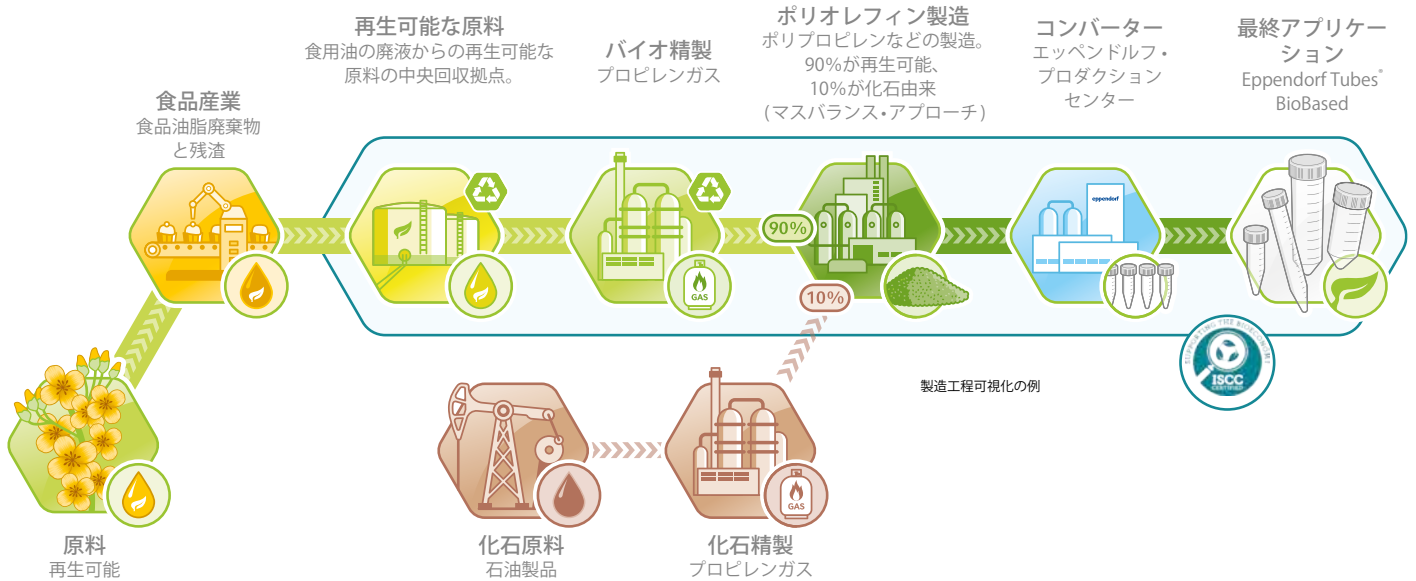 再生可能な原料
食用油の廃液からの再生可能な
原料の中央回収拠点。
バイオ精製
プロピレンガス
ポリオレフィン製造
ポリプロピレンなどの製造。
90%が再生可能、
10%が化石由来
(マスバランス・アプローチ)
コンバーター
エッペンドルフ・
プロダクション
センター
最終アプリケー
ション
Eppendorf Tubes®
BioBased
食品産業
食品油脂廃棄物
と残渣
eppendorf
90%
GAS
10%
SUPPORTING THE BIOECONOMY
ISCC
CERTIFIED
製造工程可視化の例
GAS
原料
再生可能
化石原料
石油製品
化石精製
プロピレンガス